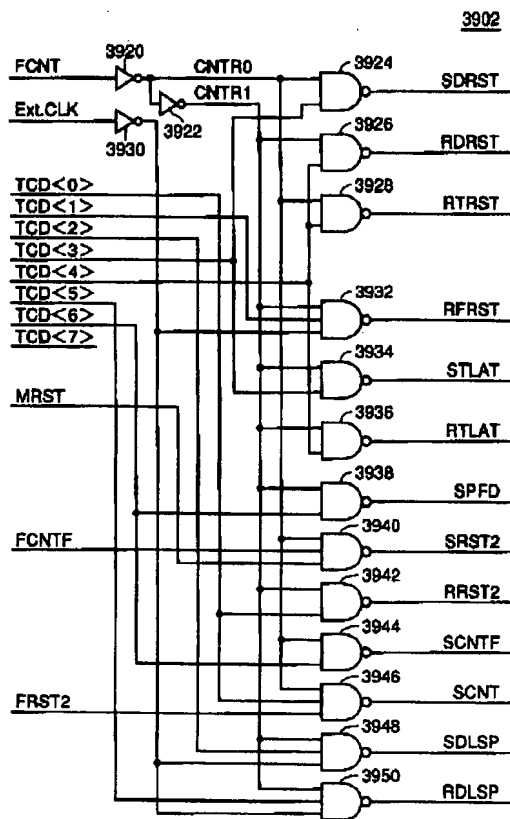 3902
3920
3924
FCNT
CNTR0
SDRST
CNTR1
3922
3926
Ext.CLK
3930
RDRST
3928
TCD<0>
TCD<1>
RTRST
TCD<2>
TCD<3>
TCD<4>
TCD<5>
3932
TCD<6>
RFRST
TCD<7>
3934
STLAT
MRST
3936
RTLAT
3938
SPFD
3940
FCNTF
SRST2
3942
RRST2
3944
SCNTF
3946
FRST2
SCNT
3948
SDLSP
3950
RDLSP